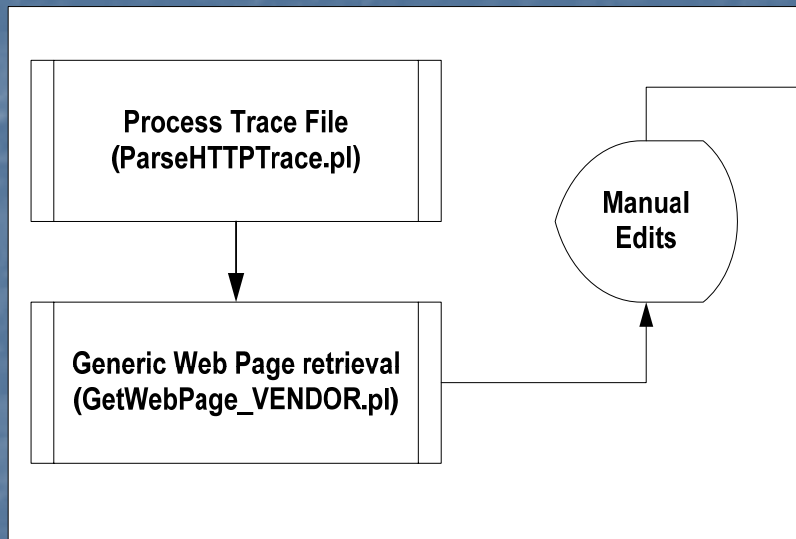 Process Trace File
(ParseHTTPTrace.pl)
Generic Web Page retrieval
(GetWebPage_VENDOR.pl)
Manual
Edits